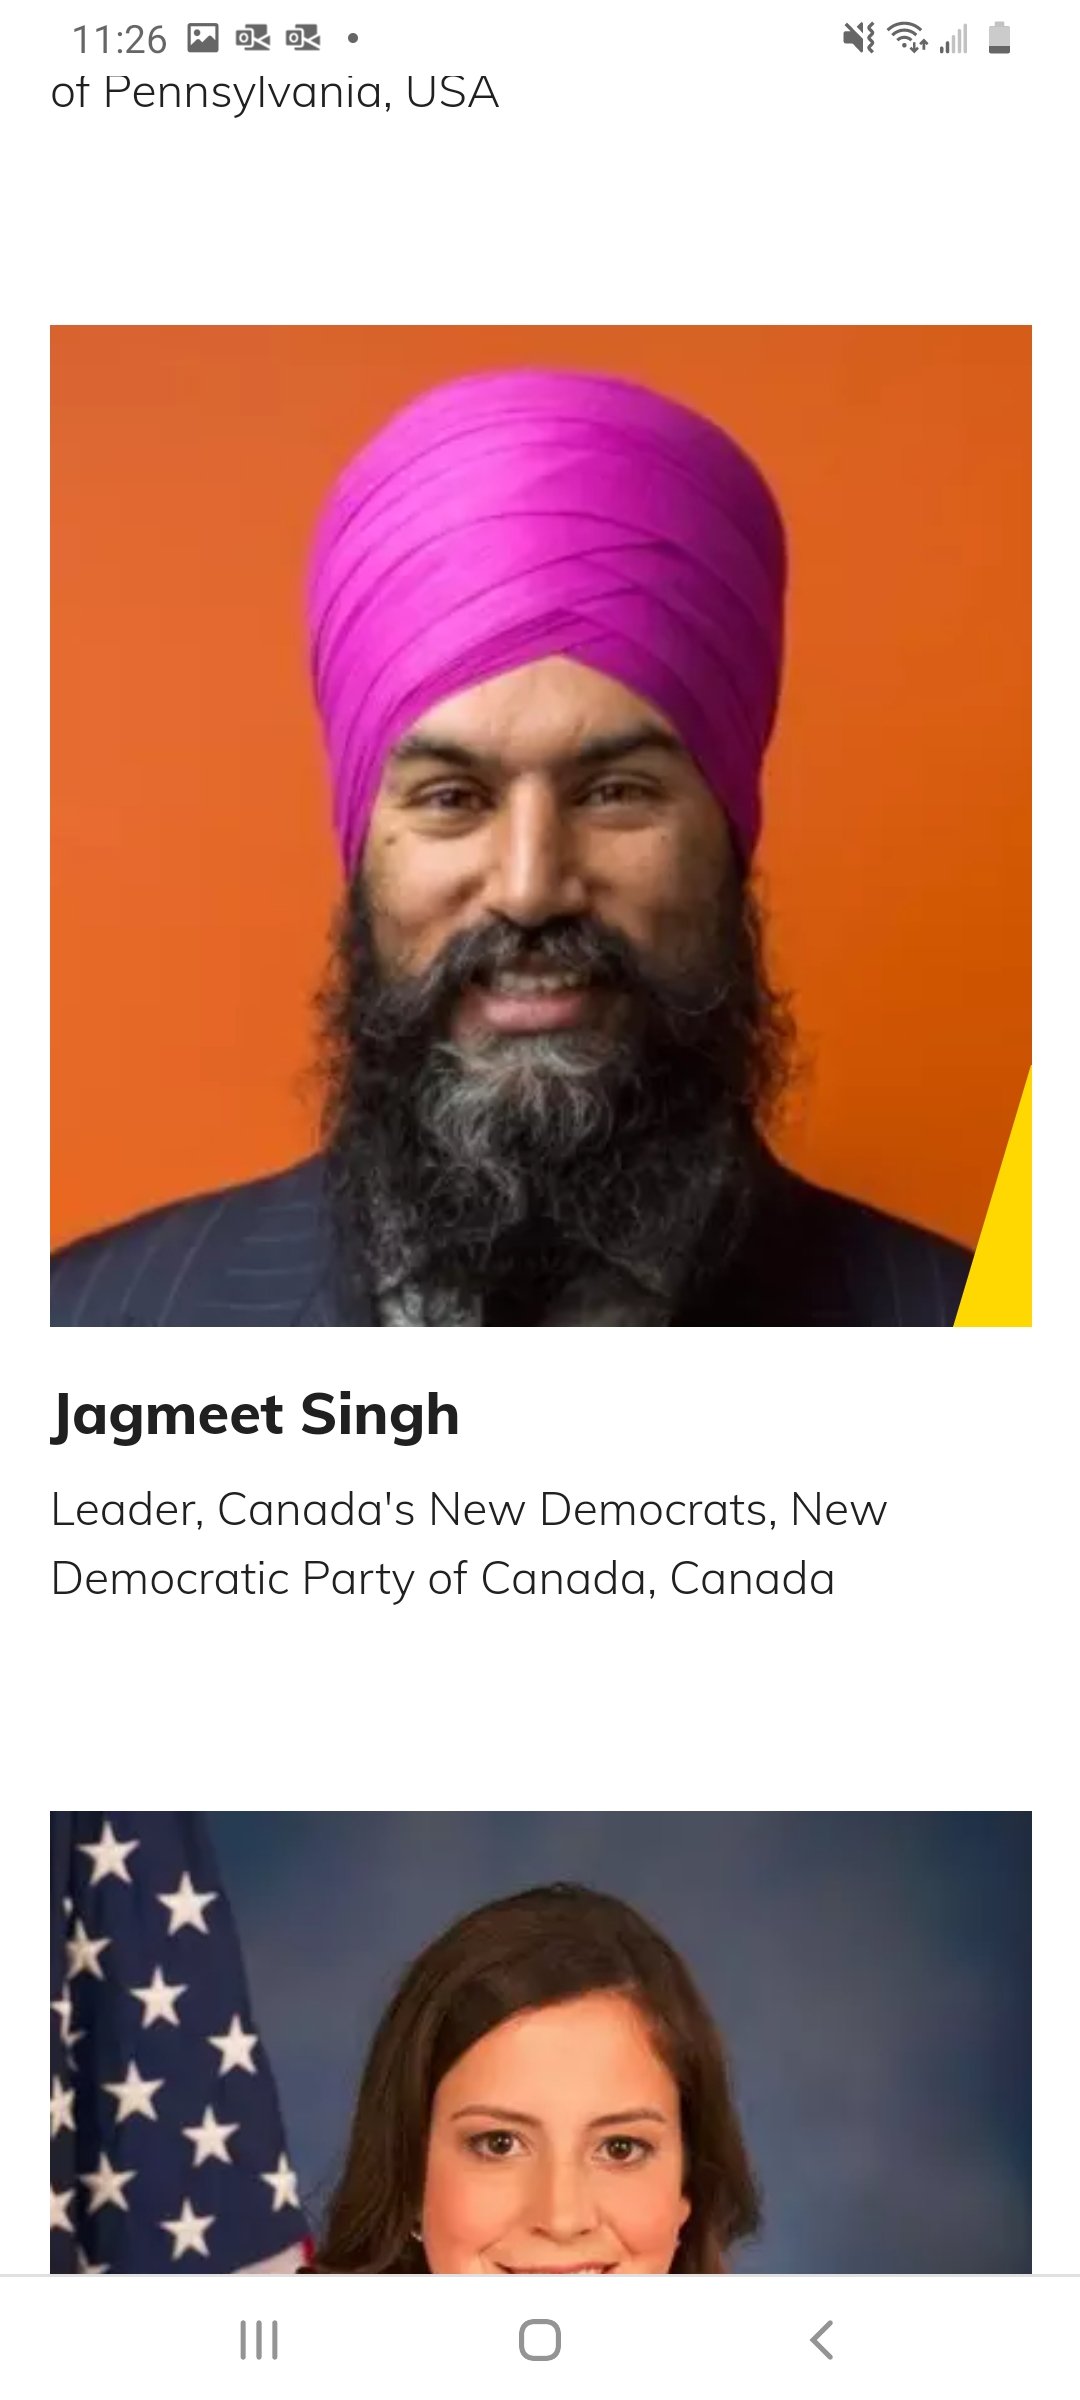 11:26
of Pennsylvania, USA
Jagmeet Singh
Leader, Canada's New Democrats, New
Democratic Party of Canada, Canada